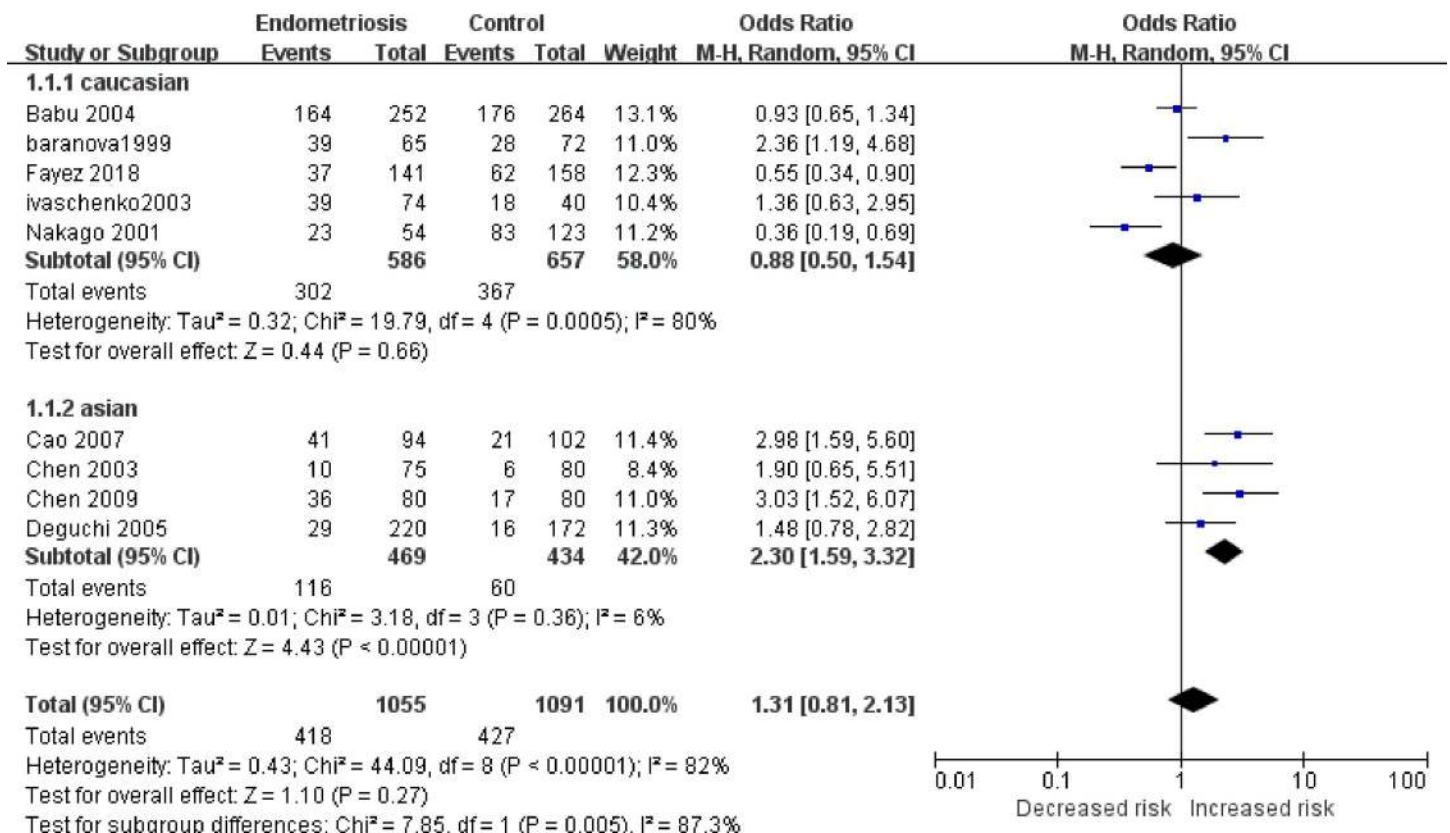 Endometriosis Control Odds Ratio Odds Ratio
Study or Subgroup Events Total Events Total Weight M-H, Random, 95% CI M-H, Random, 95% CI
1.1.1 caucasian
Babu 2004 164 252 176 264 13.1% 0.93 [0.65, 1.34]
baranova1999 39 65 28 72 11.0% 2.36 [1.19, 4.68]
Fayez 2018 37 141 62 158 12.3% 0.55 [0.34, 0.90]
ivaschenko2003 39 74 18 40 10.4% 1.36 [0.63, 2.95]
Nakago 2001 23 54 83 123 11.2% 0.36 [0.19, 0.69]
Subtotal (95% CI) 586 657 58.0% 0.88 [0.50, 1.54]
Total events 302 367
Heterogeneity: Tau² = 0.32; Chi² = 19.79, df = 4 (P = 0.0005); I² = 80%
Test for overall effect: Z = 0.44 (P = 0.66)
1.1.2 asian
Cao 2007 41 94 21 102 11.4% 2.98 [1.59, 5.60]
Chen 2003 10 75 6 80 8.4% 1.90 [0.65, 5.51]
Chen 2009 36 80 17 80 11.0% 3.03 [1.52, 6.07]
Deguchi 2005 29 220 16 172 11.3% 1.48 [0.78, 2.82]
Subtotal (95% CI) 469 434 42.0% 2.30 [1.59, 3.32]
Total events 116 60
Heterogeneity: Tau² = 0.01; Chi² = 3.18, df = 3 (P = 0.36); I² = 6%
Test for overall effect: Z = 4.43 (P < 0.00001)
Total (95% CI) 1055 1091 100.0% 1.31 [0.81, 2.13]
Total events 418 427
Heterogeneity: Tau² = 0.43; Chi² = 44.09, df = 8 (P < 0.00001); I² = 82%
Test for overall effect: Z = 1.10 (P = 0.27)
Test for subgroup differences: Chi² = 7.85, df = 1 (P = 0.005), I² = 87.3%
0.01 0.1 1 10 100
Decreased risk Increased risk